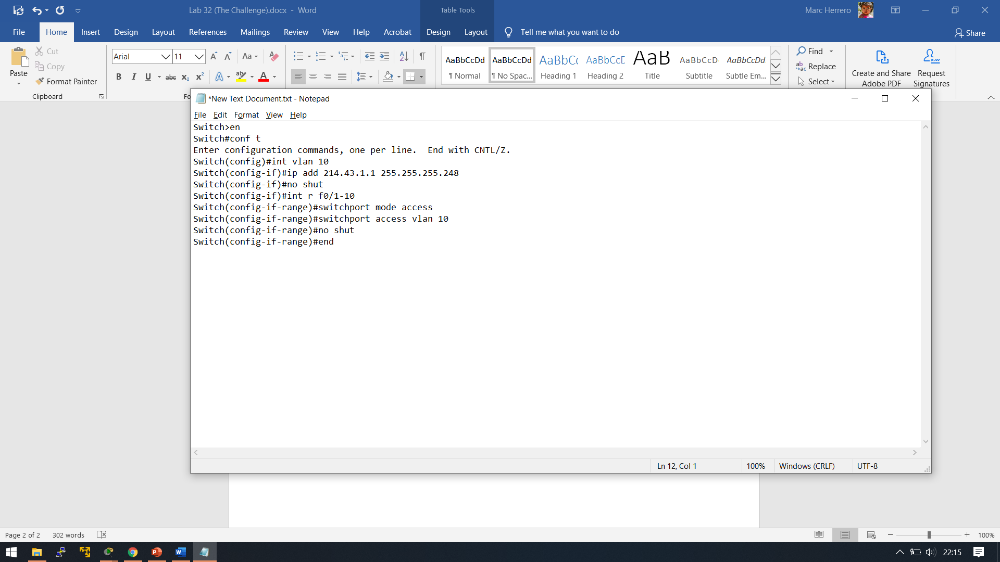 Lab 32 (The Challenge).docx - Word
Table Tools
Marc Herrero
File Home Insert Design Layout References Mailings Review View Help Acrobat Design Layout Tell me what you want to do Share
Paste
Cut
Copy
Format Painter
Clipboard
Arial 11
Fo
AaBbCcDd ¶ Normal
AaBbCcDd ¶ No Spac...
AaBbC Heading 1
AaBbCcE Heading 2
AaB Title
AaBbCcD Subtitle
AaBbCcDd Subtle Em...
Find
Replace
Select
Create and Share
Adobe PDF
Request
Signatures
*New Text Document.txt - Notepad
File Edit Format View Help
Switch>en
Switch#conf t
Enter configuration commands, one per line.  End with CNTL/Z.
Switch(config)#int vlan 10
Switch(config-if)#ip add 214.43.1.1 255.255.255.248
Switch(config-if)#no shut
Switch(config-if)#int r f0/1-10
Switch(config-if-range)#switchport mode access
Switch(config-if-range)#switchport access vlan 10
Switch(config-if-range)#no shut
Switch(config-if-range)#end
Ln 12, Col 1 100% Windows (CRLF) UTF-8
Page 2 of 2 302 words 100%
22:15